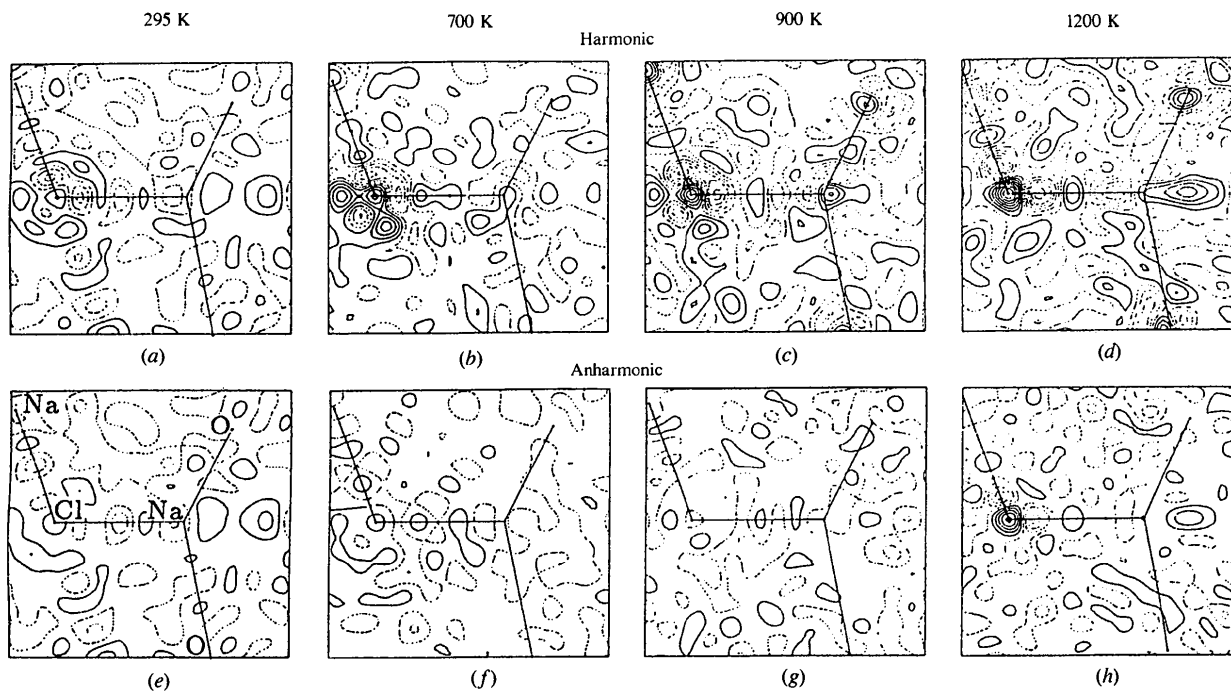 295 K 700 K 900 K 1200 K
Harmonic
(a) (b) (c) (d)
Anharmonic
Na O
Cl Na
O
(e) (f) (g) (h)